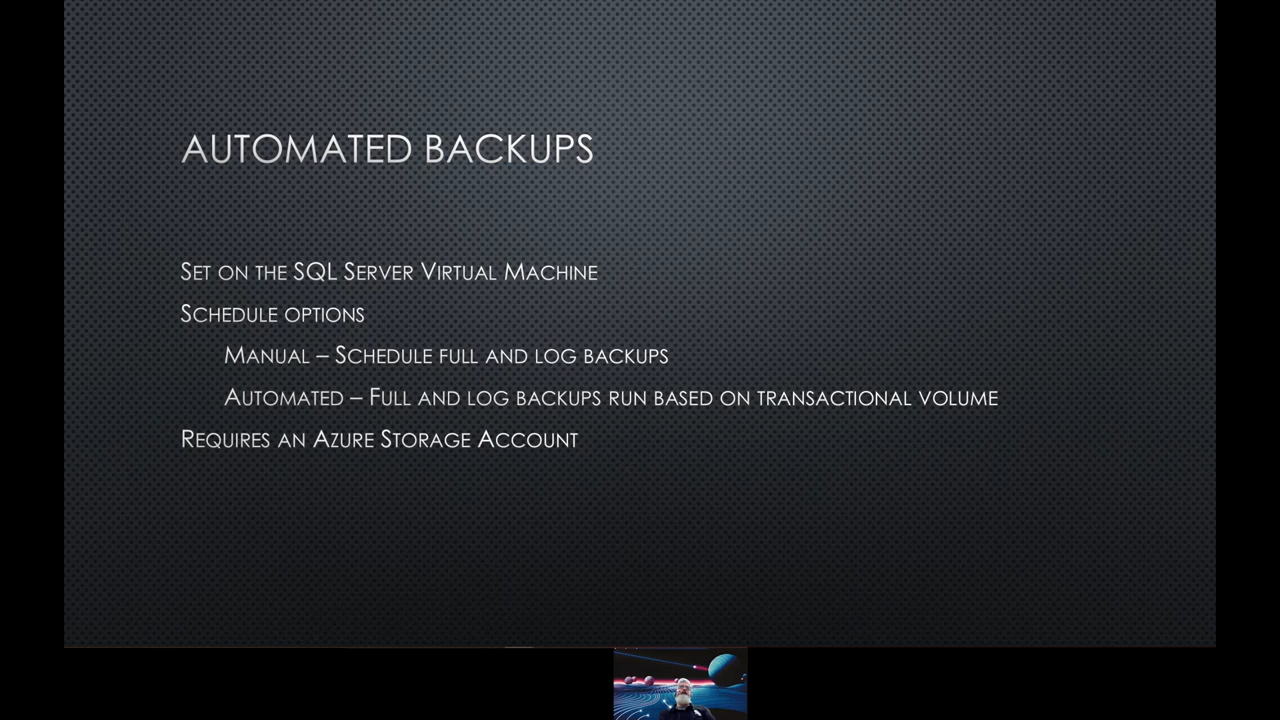 AUTOMATED BACKUPS
SET ON THE SQL SERVER VIRTUAL MACHINE
SCHEDULE OPTIONS
MANUAL – SCHEDULE FULL AND LOG BACKUPS
AUTOMATED – FULL AND LOG BACKUPS RUN BASED ON TRANSACTIONAL VOLUME
REQUIRES AN AZURE STORAGE ACCOUNT